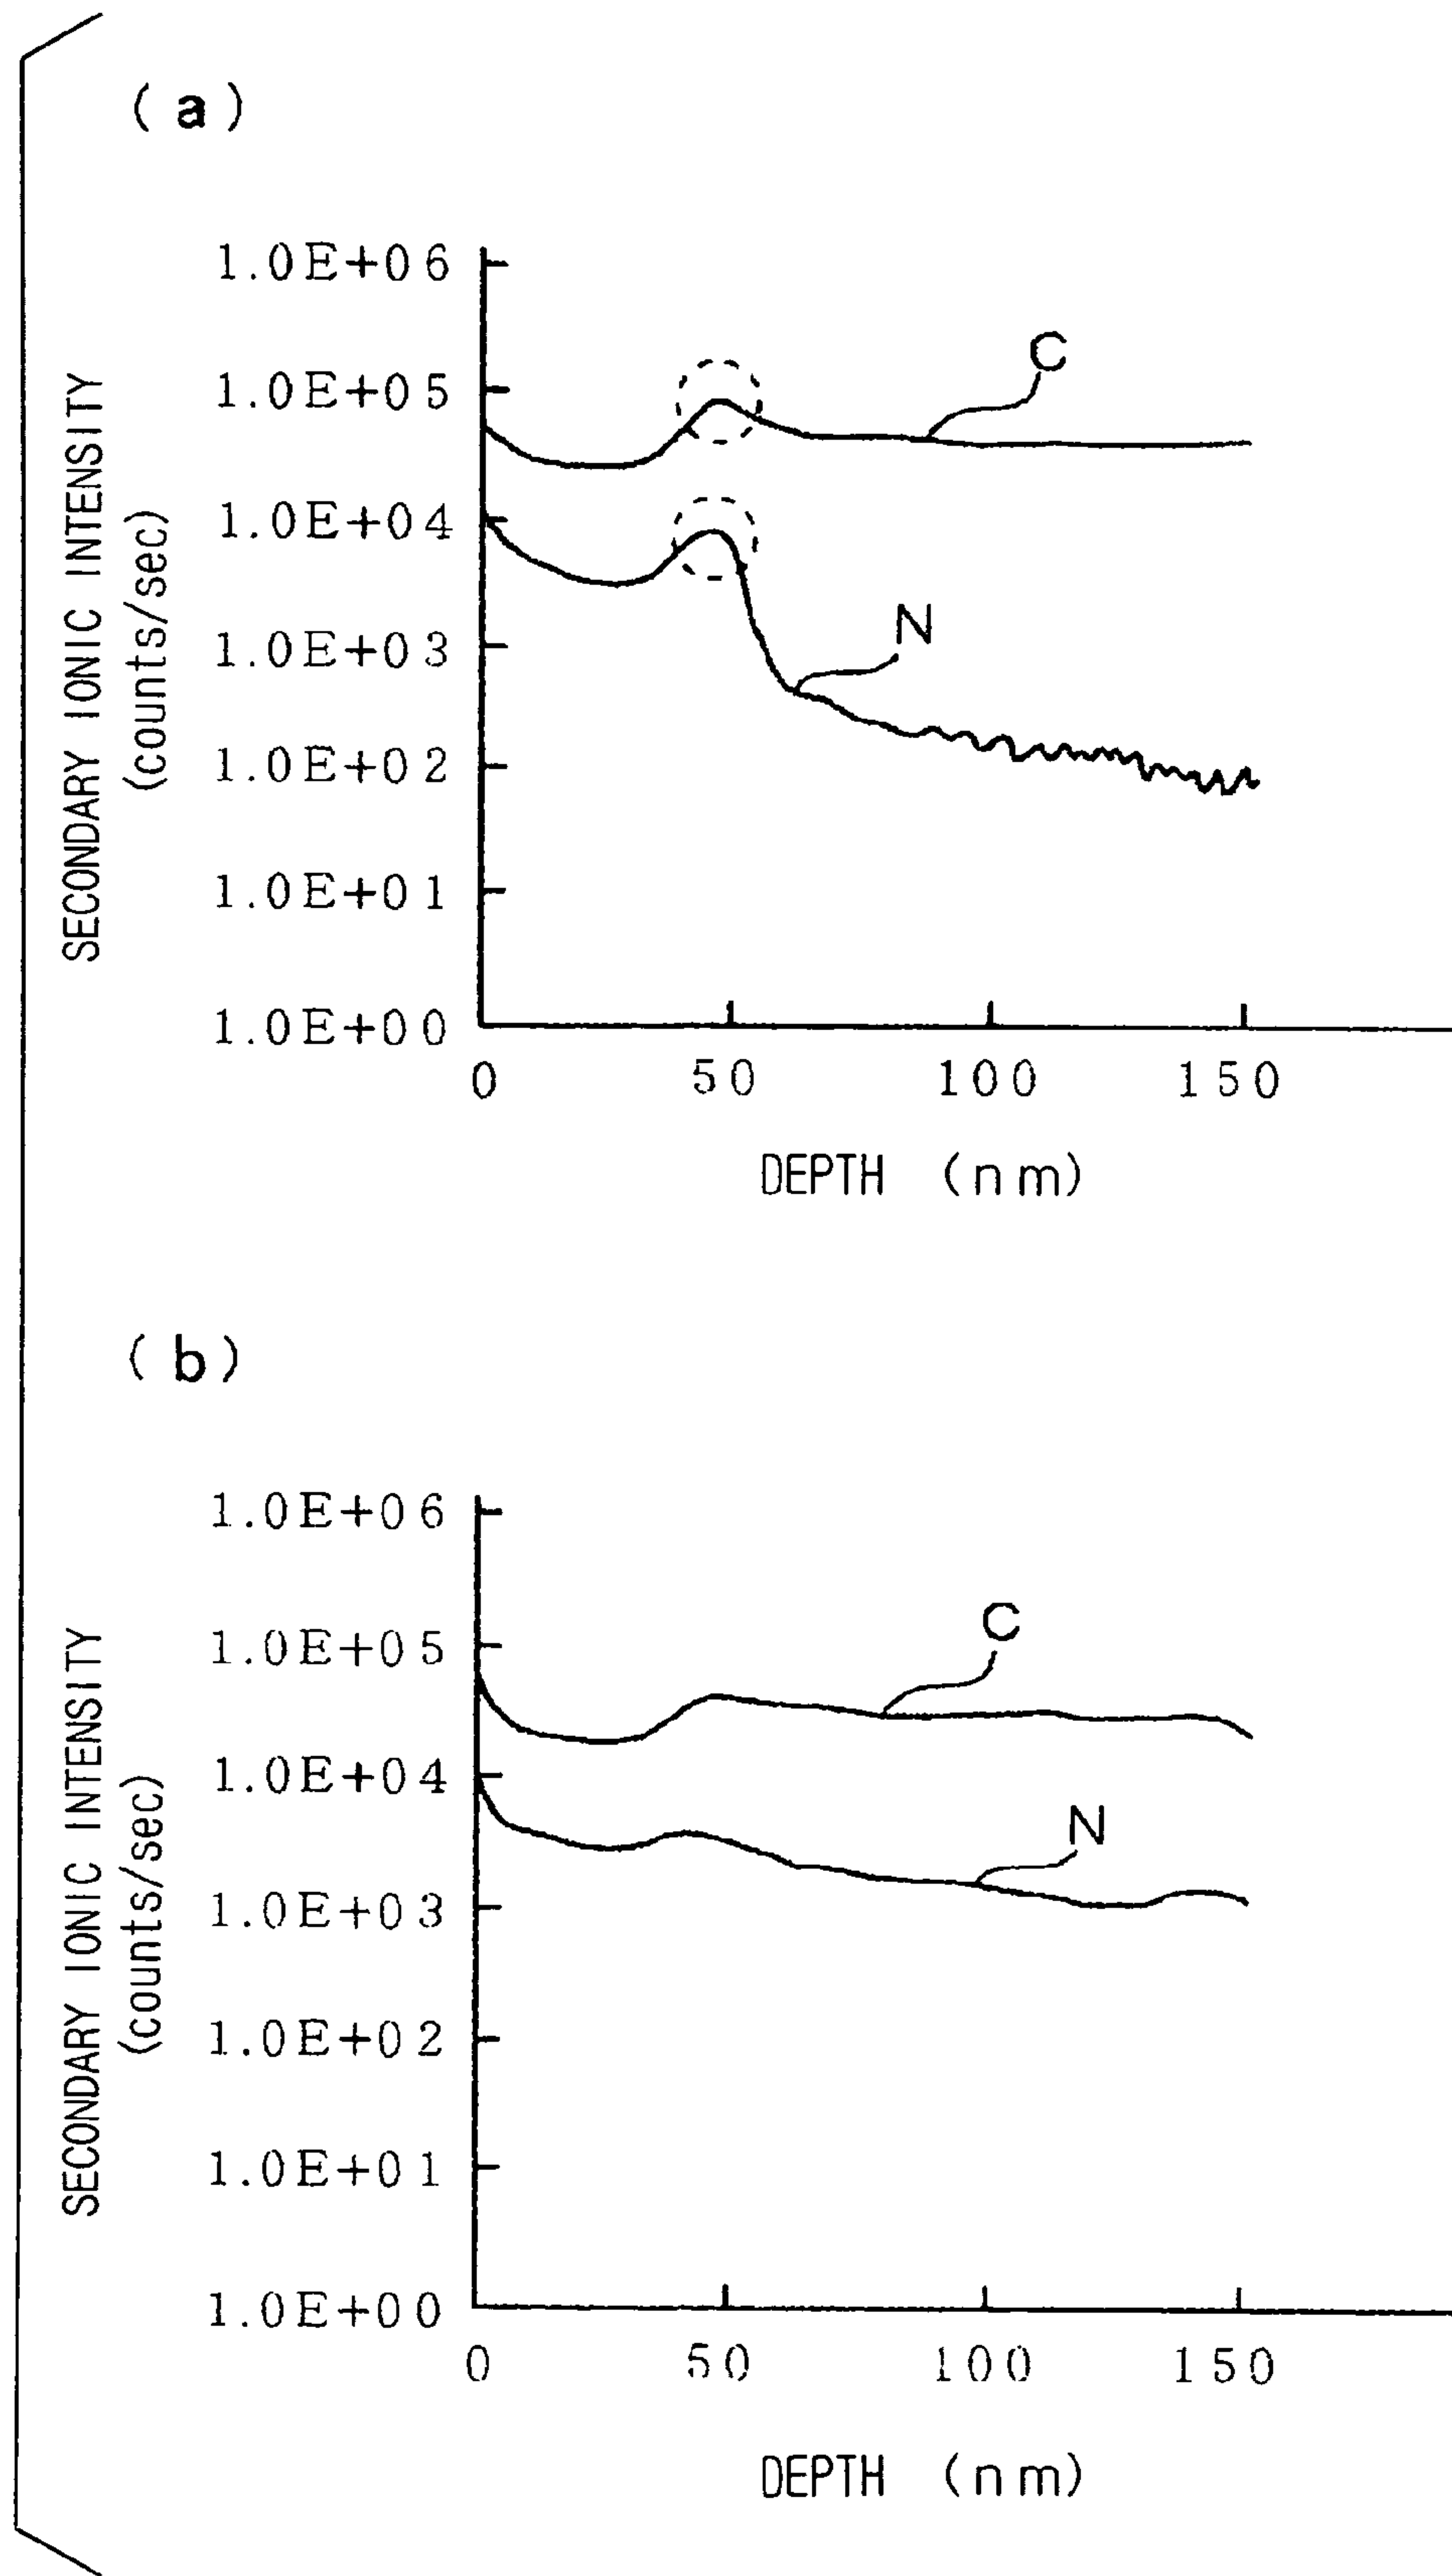 (a)
SECONDARY IONIC INTENSITY
(counts/sec)
1.0E+06
1.0E+05
1.0E+04
1.0E+03
1.0E+02
1.0E+01
1.0E+00
C
N
0 50 100 150
DEPTH (nm)
(b)
SECONDARY IONIC INTENSITY
(counts/sec)
1.0E+06
1.0E+05
1.0E+04
1.0E+03
1.0E+02
1.0E+01
1.0E+00
C
N
0 50 100 150
DEPTH (nm)